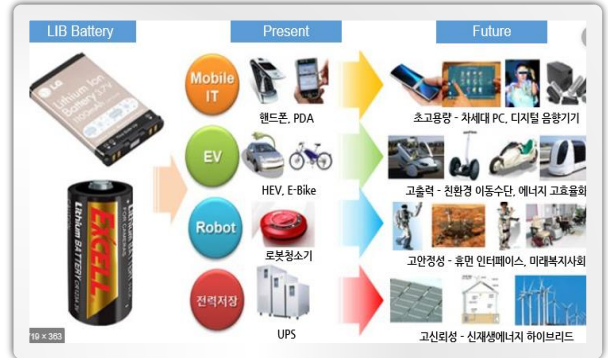 LIB Battery
Present
Future
LG
Lithium Ion
Battery 3.7V
Mobile
IT
핸드폰, PDA
초고용량 - 차세대 PC, 디지털 음향기기
EV
HEV, E-Bike
고출력 - 친환경 이동수단, 에너지 고효율화
EXCELL
Lithium BATTERY
Robot
로봇청소기
고안정성 - 휴먼 인터페이스, 미래복지사회
전력저장
UPS
고신뢰성 - 신재생에너지 하이브리드
719 × 363